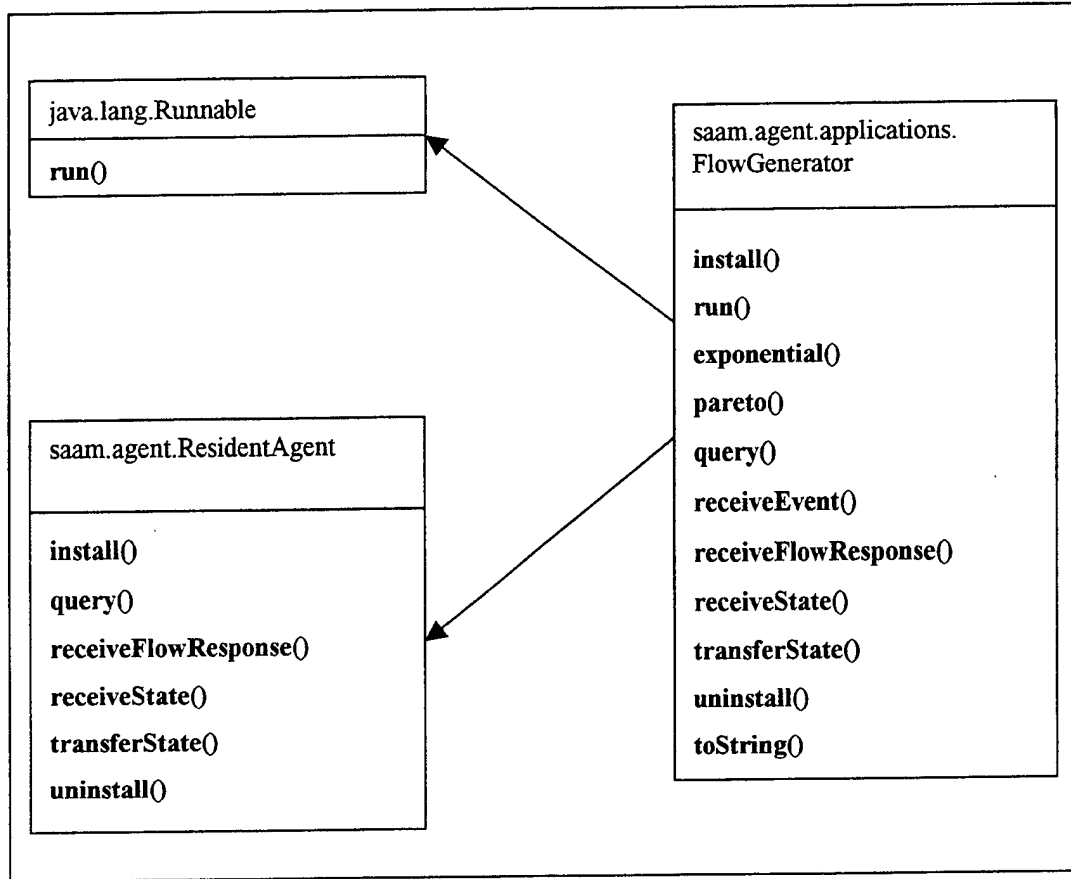 java.lang.Runnable
run()
saam.agent.ResidentAgent
install()
query()
receiveFlowResponse()
receiveState()
transferState()
uninstall()
saam.agent.applications.
FlowGenerator
install()
run()
exponential()
pareto()
query()
receiveEvent()
receiveFlowResponse()
receiveState()
transferState()
uninstall()
toString()